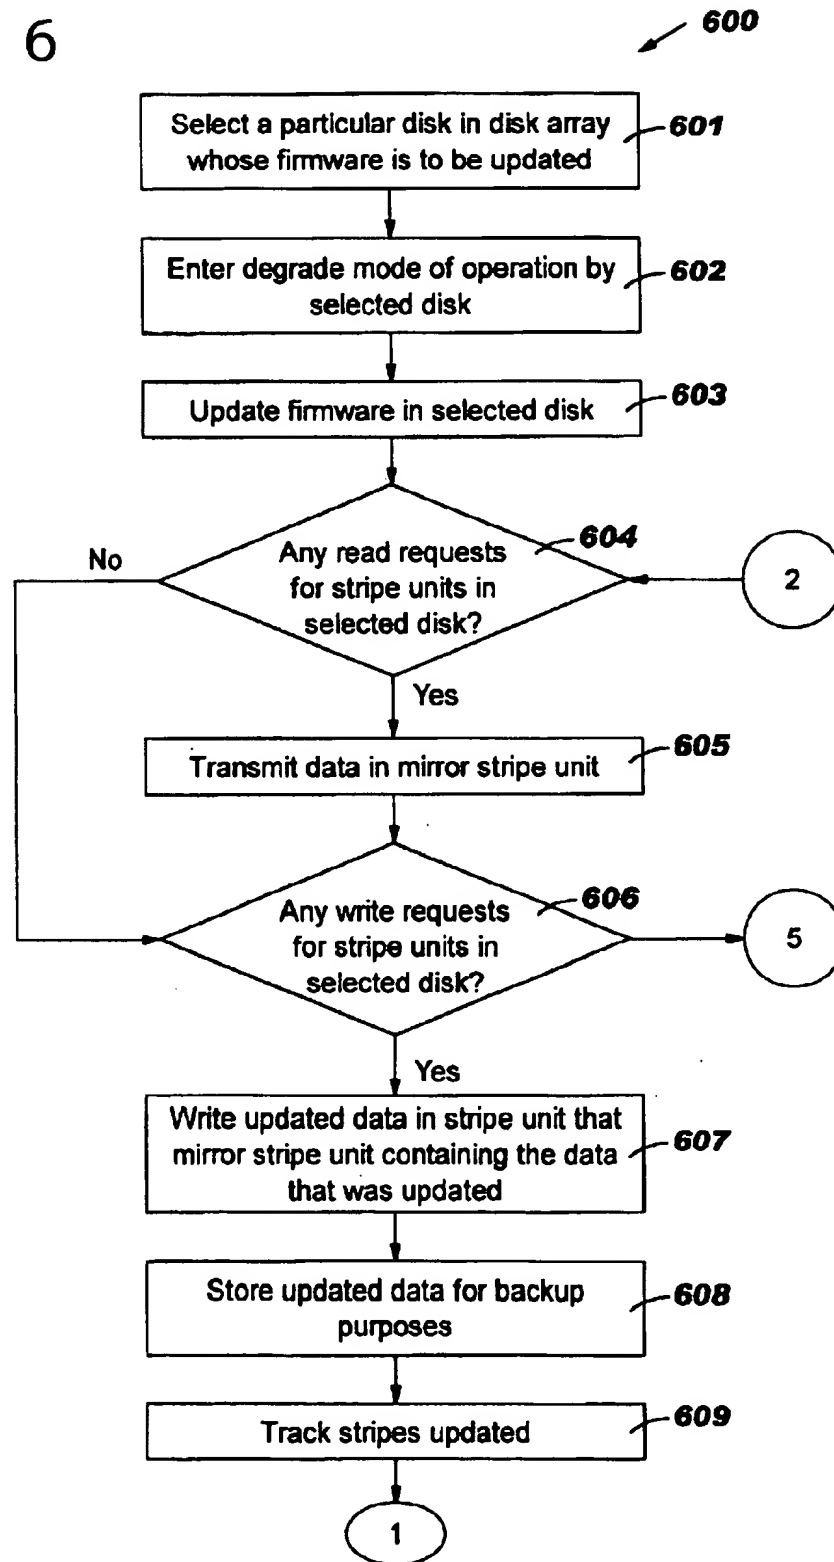 6
600
Select a particular disk in disk array
whose firmware is to be updated
601
Enter degrade mode of operation by
selected disk
602
Update firmware in selected disk
603
Any read requests
for stripe units in
selected disk?
604
No
2
Yes
Transmit data in mirror stripe unit
605
Any write requests
for stripe units in
selected disk?
606
5
Yes
Write updated data in stripe unit that
mirror stripe unit containing the data
that was updated
607
Store updated data for backup
purposes
608
Track stripes updated
609
1